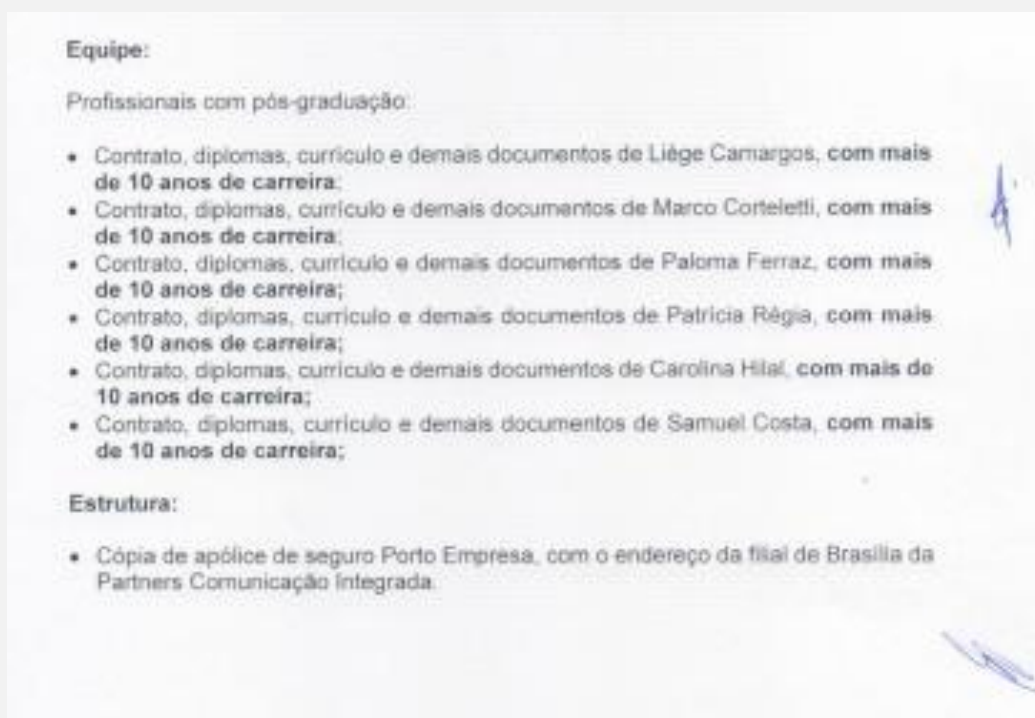 Equipe:
Profissionais com pós-graduação:
• Contrato, diplomas, currículo e demais documentos de Liège Camargos, com mais
de 10 anos de carreira;
• Contrato, diplomas, currículo e demais documentos de Marco Corteletti, com mais
de 10 anos de carreira;
• Contrato, diplomas, currículo e demais documentos de Paloma Ferraz, com mais
de 10 anos de carreira;
• Contrato, diplomas, currículo e demais documentos de Patrícia Régia, com mais
de 10 anos de carreira;
• Contrato, diplomas, currículo e demais documentos de Carolina Hilal, com mais de
10 anos de carreira;
• Contrato, diplomas, currículo e demais documentos de Samuel Costa, com mais
de 10 anos de carreira;
Estrutura:
• Cópia de apólice de seguro Porto Empresa, com o endereço da filial de Brasília da
Partners Comunicação Integrada.